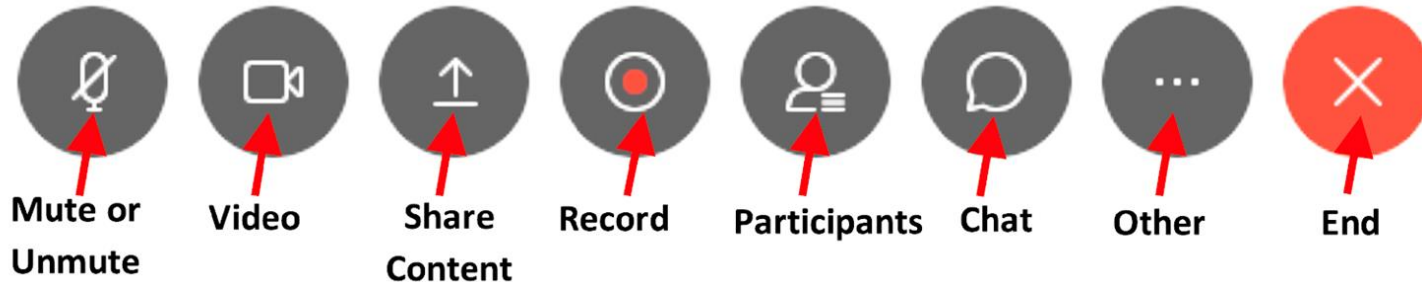 Mute or
Unmute
Video
Share
Content
Record
Participants
Chat
Other
End